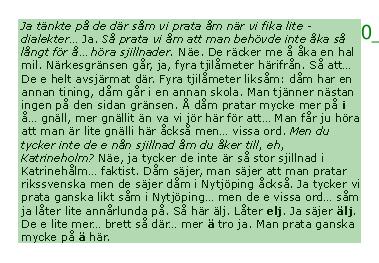 Ja tänkte på de där såm vi prata åm när vi fika lite -
dialekter... Ja. Så prata vi åm att man behövde inte åka så
långt för å... höra sjillnader. Näe. De räcker me å åka en hal
mil. Närkesgränsen går, ja, fyra tjilåmeter härifrån. Så att...
De e helt avsjärmat där. Fyra tjilåmeter liksåm: dåm har en
annan tining, dåm går i en annan skola. Man tjänner nästan
ingen på den sidan gränsen. Å dåm pratar mycke mer på i
å... gnäll, mer gnällit än va vi jör här för att... Man får ju höra
att man är lite gnälli här åckså men... vissa ord. Men du
tycker inte de e nån sjillnad åm du åker till, eh,
Katrineholm? Näe, ja tycker de inte är så stor sjillnad i
Katrinehålm... faktist. Dåm säjer, man säjer att man pratar
rikssvenska men de säjer dåm i Nytjöping åckså. Ja tycker vi
prata ganska likt såm i Nytjöping... men de e vissa ord... såm
ja låter lite annårlunda på. Så här älj. Låter elj. Ja säjer älj.
De e lite mer... brett så där... mer ä tro ja. Man prata ganska
mycke på ä här.
0_